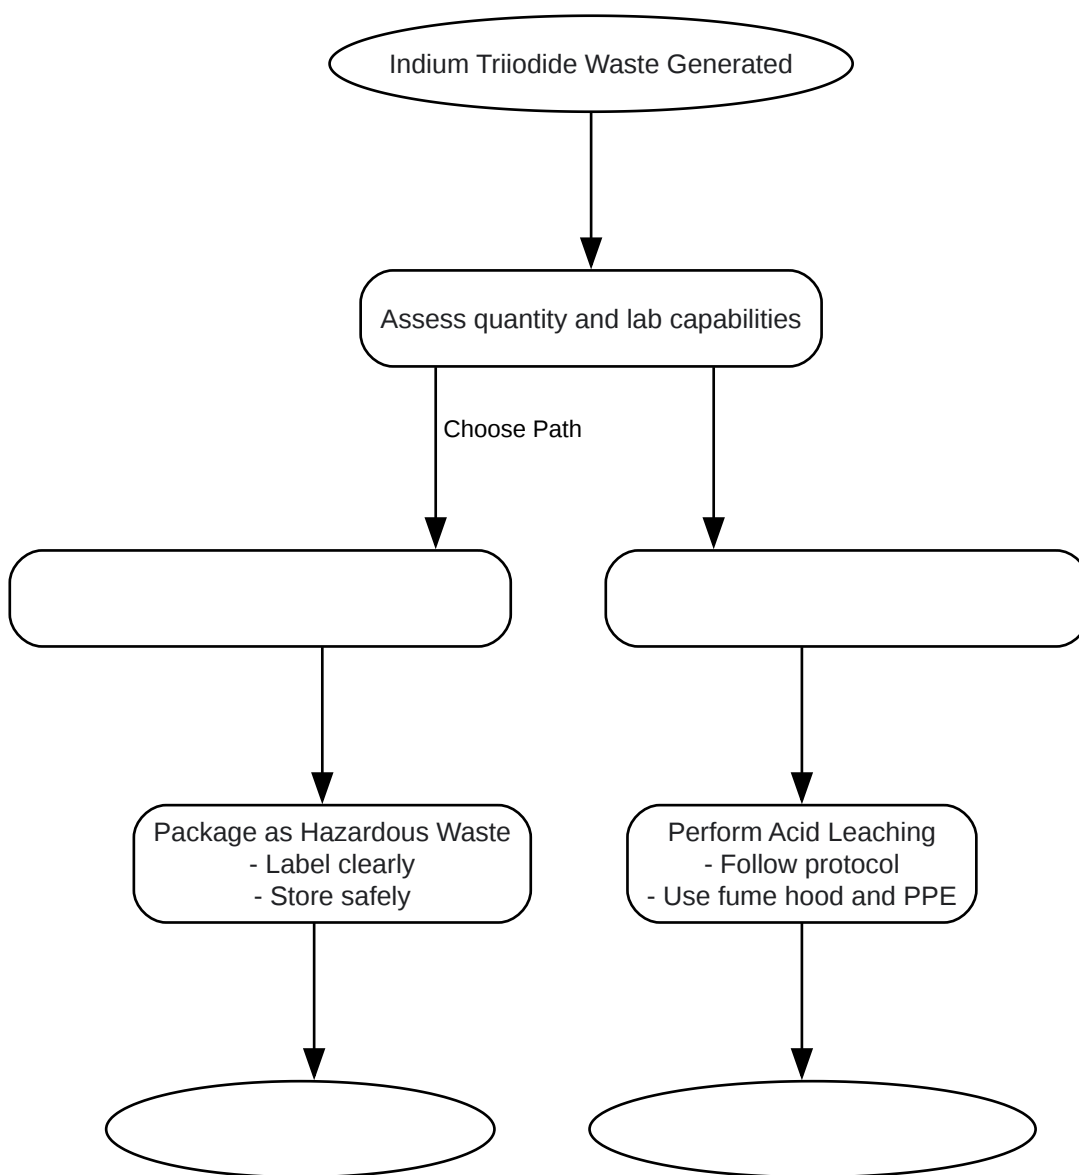 Indium Triiodide Waste Generated
Assess quantity and lab capabilities
Choose Path
Package as Hazardous Waste
- Label clearly
- Store safely
Perform Acid Leaching
- Follow protocol
- Use fume hood and PPE